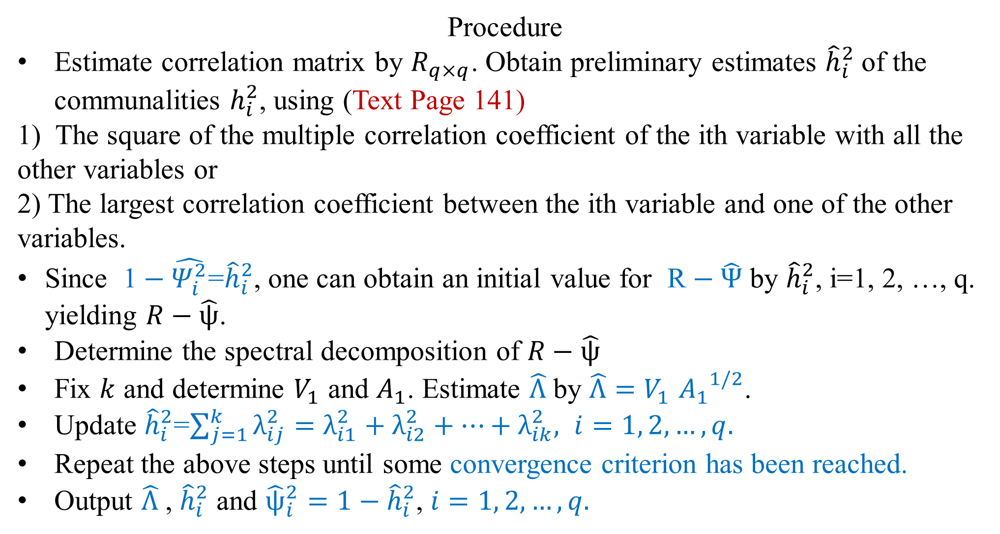 Procedure
• Estimate correlation matrix by $R_{q \times q}$. Obtain preliminary estimates $\hat{h}_i^2$ of the
communalities $h_i^2$, using (Text Page 141)
1) The square of the multiple correlation coefficient of the ith variable with all the
other variables or
2) The largest correlation coefficient between the ith variable and one of the other
variables.
• Since $1 - \widehat{\Psi_i^2} = \hat{h}_i^2$, one can obtain an initial value for $R - \hat{\Psi}$ by $\hat{h}_i^2$, i=1, 2, …, q.
yielding $R - \hat{\psi}$.
• Determine the spectral decomposition of $R - \hat{\psi}$
• Fix $k$ and determine $V_1$ and $A_1$. Estimate $\hat{\Lambda}$ by $\hat{\Lambda} = V_1 \, {A_1}^{1/2}$.
• Update $\hat{h}_i^2 = \sum_{j=1}^{k} \lambda_{ij}^2 = \lambda_{i1}^2 + \lambda_{i2}^2 + \cdots + \lambda_{ik}^2, \; i = 1, 2, \ldots, q.$
• Repeat the above steps until some convergence criterion has been reached.
• Output $\hat{\Lambda}$ , $\hat{h}_i^2$ and $\hat{\psi}_i^2 = 1 - \hat{h}_i^2$, $i = 1, 2, \ldots, q.$